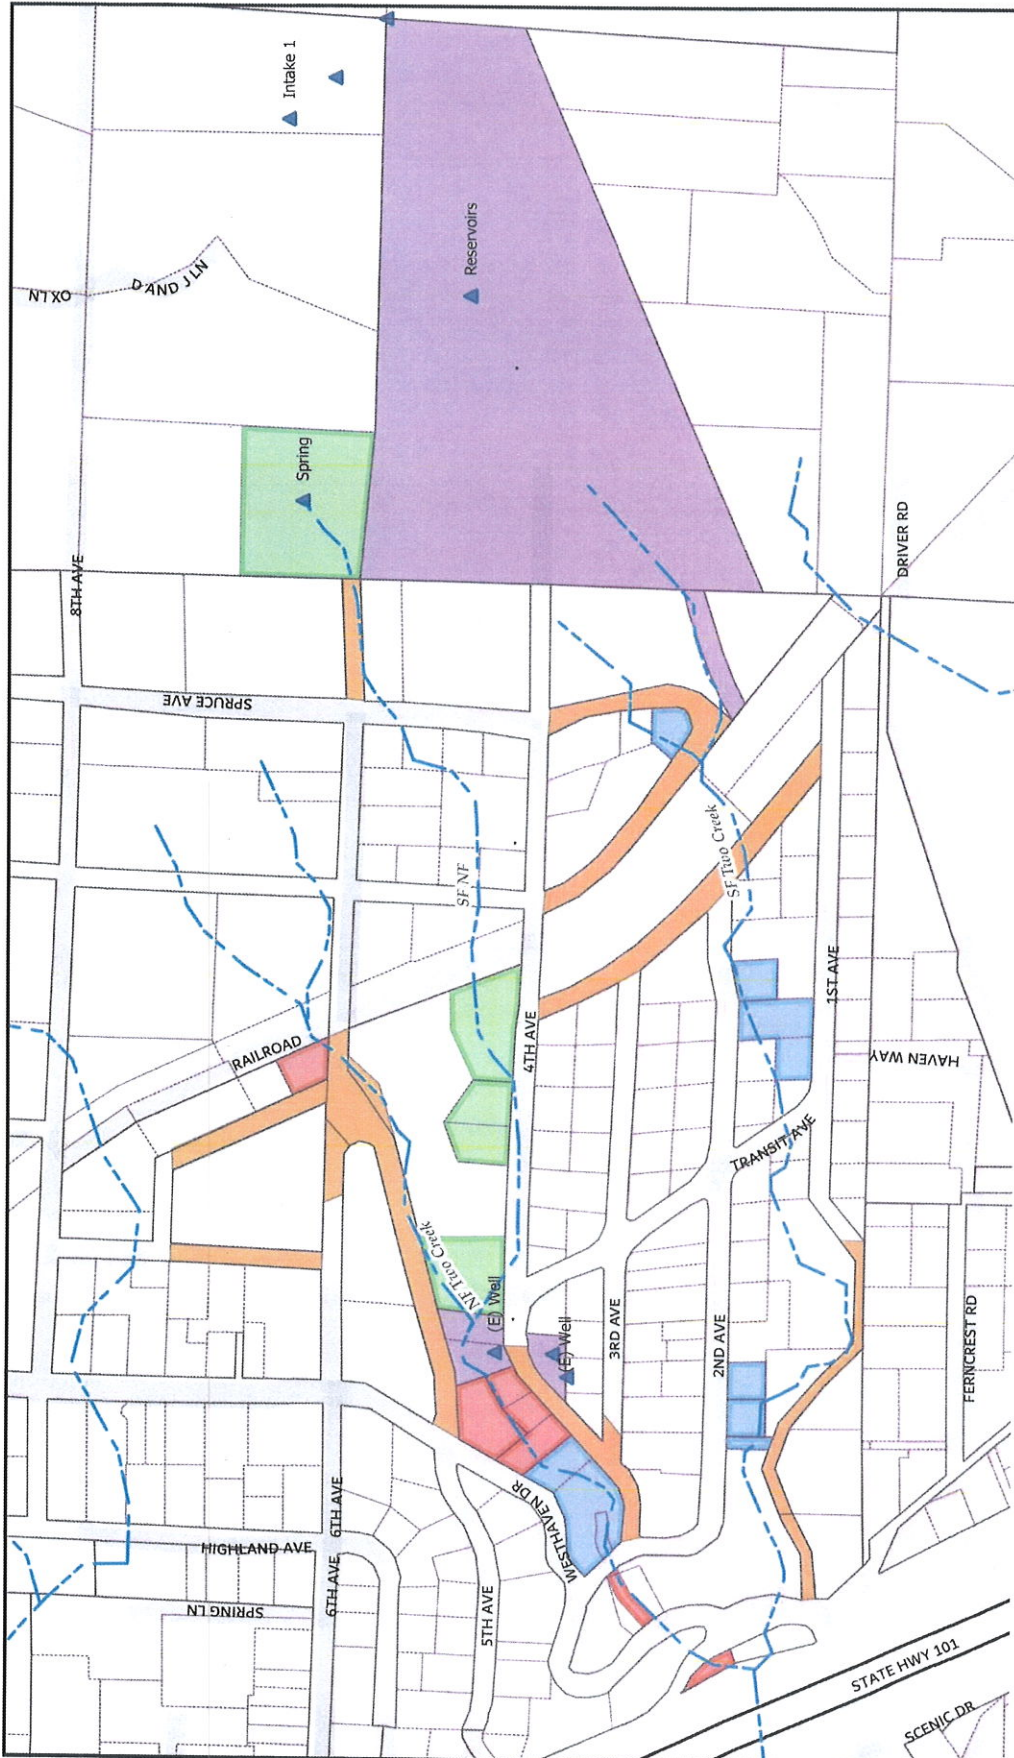 Intake 1
Reservoirs
OX LN
D AND J LN
Spring
8TH AVE
DRIVER RD
SPRUCE AVE
SF NF
SF Two Creek
RAILROAD
4TH AVE
1ST AVE
HAVEN WAY
TRANSIT AVE
NF Two Creek
(E) Well
(E) Well
3RD AVE
2ND AVE
FERNCREST RD
WESTHAVEN DR
6TH AVE
HIGHLAND AVE
6TH AVE
SPRING LN
5TH AVE
STATE HWY 101
SCENIC DR